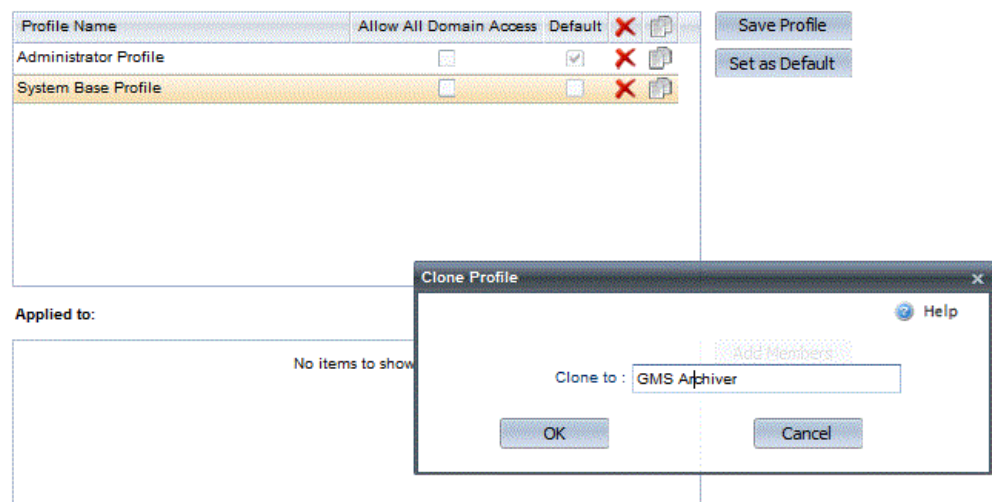 Profile Name Allow All Domain Access Default Save Profile
Administrator Profile Set as Default
System Base Profile
Clone Profile
Help
Applied to:
No items to show
Add Members
Clone to : GMS Archiver
OK Cancel